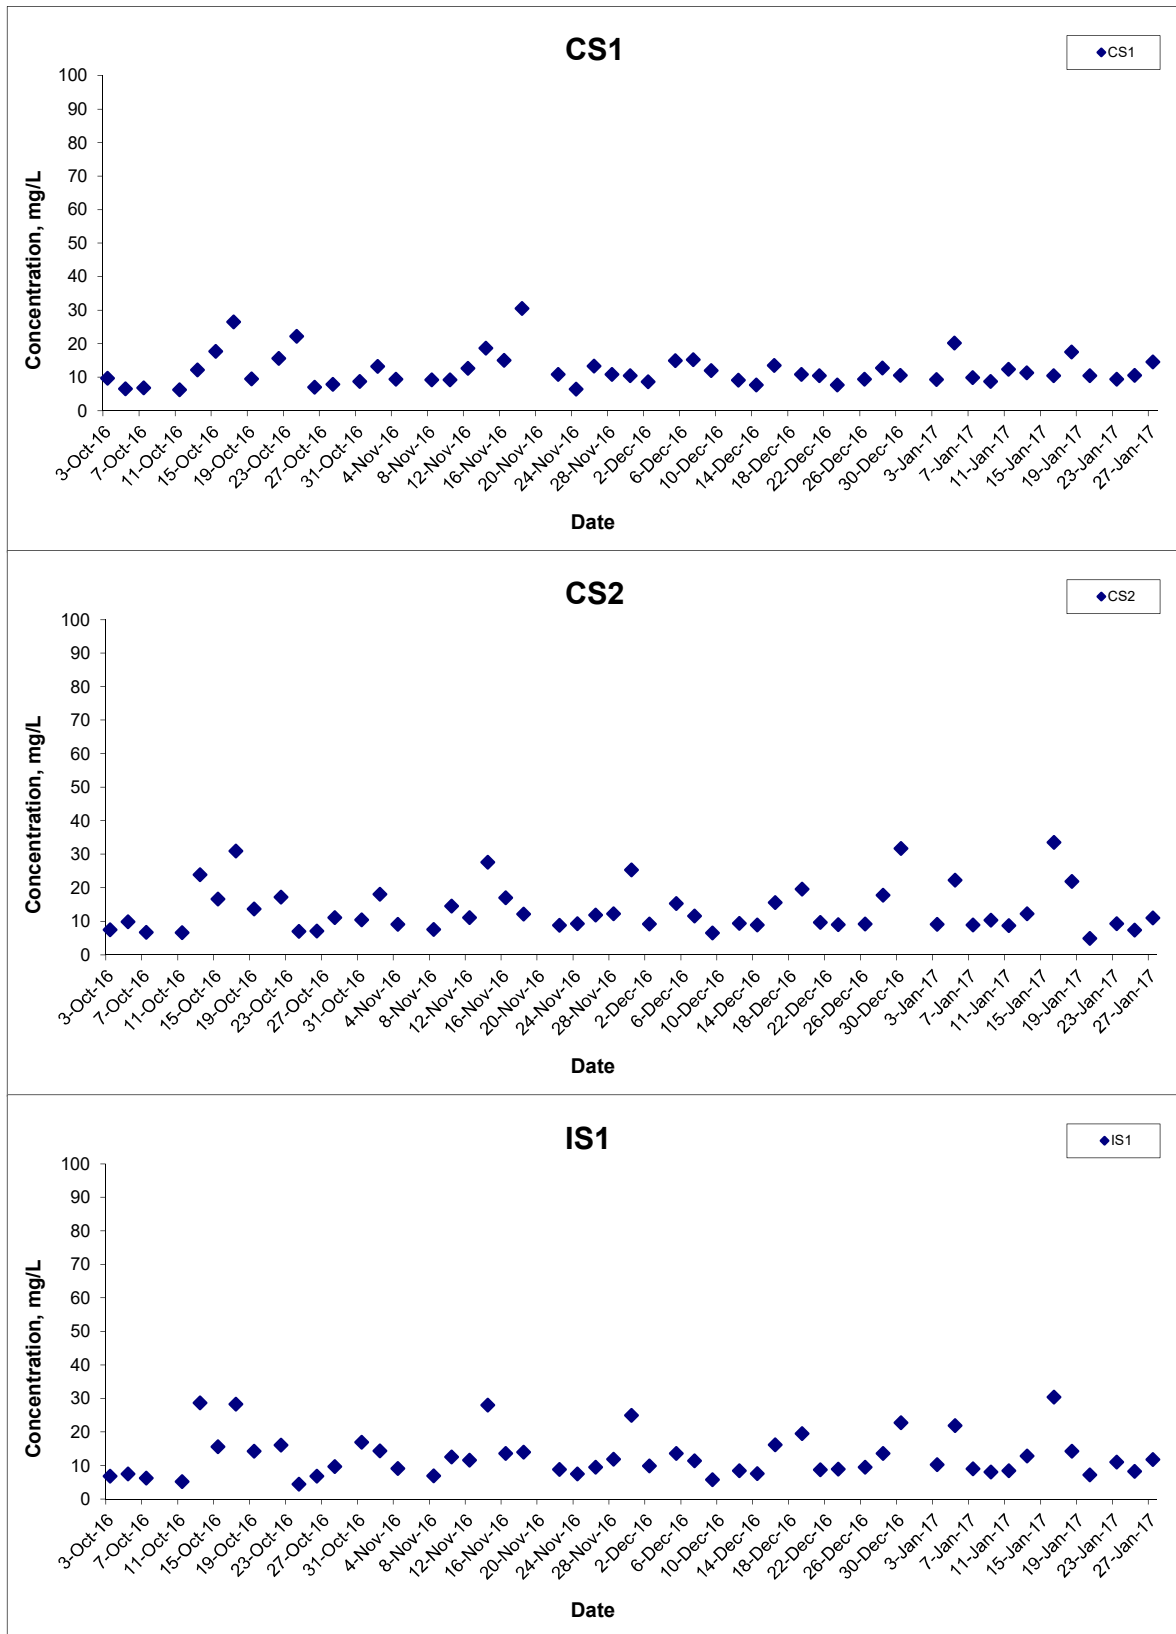 CS1
CS1
100
90
80
70
60
50
40
30
20
10
0
Concentration, mg/L
3-Oct-16 7-Oct-16 11-Oct-16 15-Oct-16 19-Oct-16 23-Oct-16 27-Oct-16 31-Oct-16 4-Nov-16 8-Nov-16 12-Nov-16 16-Nov-16 20-Nov-16 24-Nov-16 28-Nov-16 2-Dec-16 6-Dec-16 10-Dec-16 14-Dec-16 18-Dec-16 22-Dec-16 26-Dec-16 30-Dec-16 3-Jan-17 7-Jan-17 11-Jan-17 15-Jan-17 19-Jan-17 23-Jan-17 27-Jan-17
Date
CS2
CS2
100
90
80
70
60
50
40
30
20
10
0
Concentration, mg/L
3-Oct-16 7-Oct-16 11-Oct-16 15-Oct-16 19-Oct-16 23-Oct-16 27-Oct-16 31-Oct-16 4-Nov-16 8-Nov-16 12-Nov-16 16-Nov-16 20-Nov-16 24-Nov-16 28-Nov-16 2-Dec-16 6-Dec-16 10-Dec-16 14-Dec-16 18-Dec-16 22-Dec-16 26-Dec-16 30-Dec-16 3-Jan-17 7-Jan-17 11-Jan-17 15-Jan-17 19-Jan-17 23-Jan-17 27-Jan-17
Date
IS1
IS1
100
90
80
70
60
50
40
30
20
10
0
Concentration, mg/L
3-Oct-16 7-Oct-16 11-Oct-16 15-Oct-16 19-Oct-16 23-Oct-16 27-Oct-16 31-Oct-16 4-Nov-16 8-Nov-16 12-Nov-16 16-Nov-16 20-Nov-16 24-Nov-16 28-Nov-16 2-Dec-16 6-Dec-16 10-Dec-16 14-Dec-16 18-Dec-16 22-Dec-16 26-Dec-16 30-Dec-16 3-Jan-17 7-Jan-17 11-Jan-17 15-Jan-17 19-Jan-17 23-Jan-17 27-Jan-17
Date